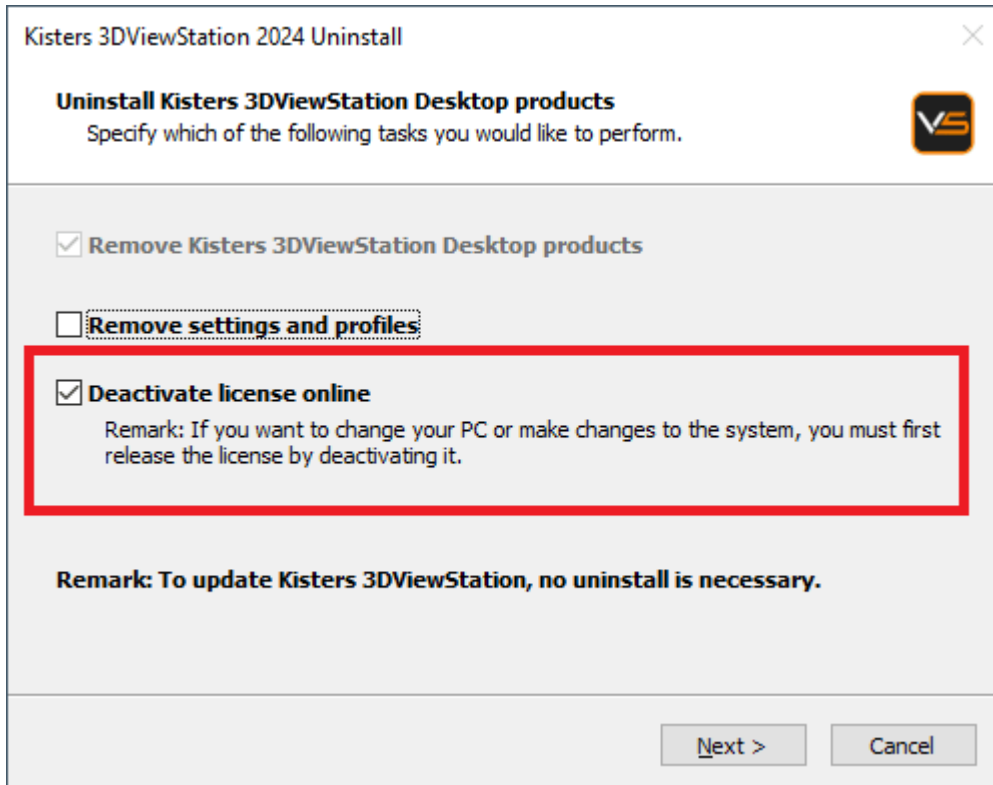 Kisters 3DViewStation 2024 Uninstall
Uninstall Kisters 3DViewStation Desktop products
Specify which of the following tasks you would like to perform.
VS
Remove Kisters 3DViewStation Desktop products
Remove settings and profiles
Deactivate license online
Remark: If you want to change your PC or make changes to the system, you must first
release the license by deactivating it.
Remark: To update Kisters 3DViewStation, no uninstall is necessary.
Next >
Cancel